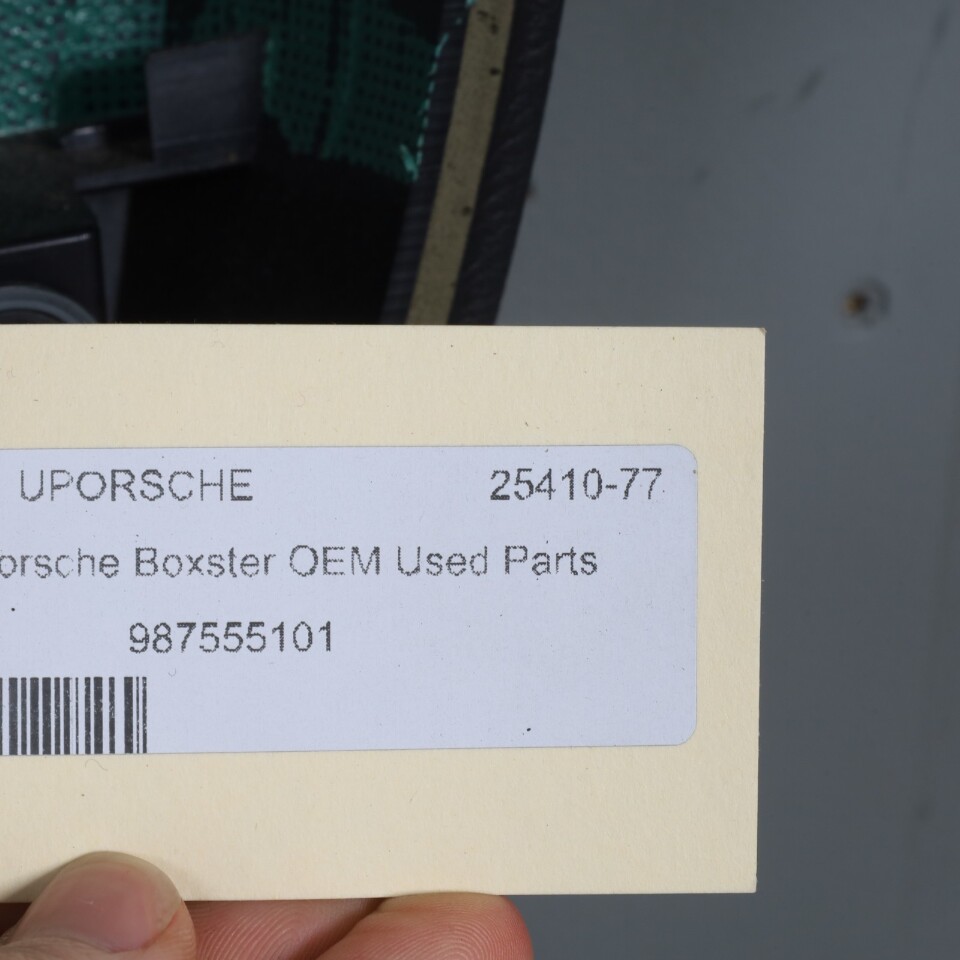 UPORSCHE 25410-77
orsche Boxster OEM Used Parts
987555101